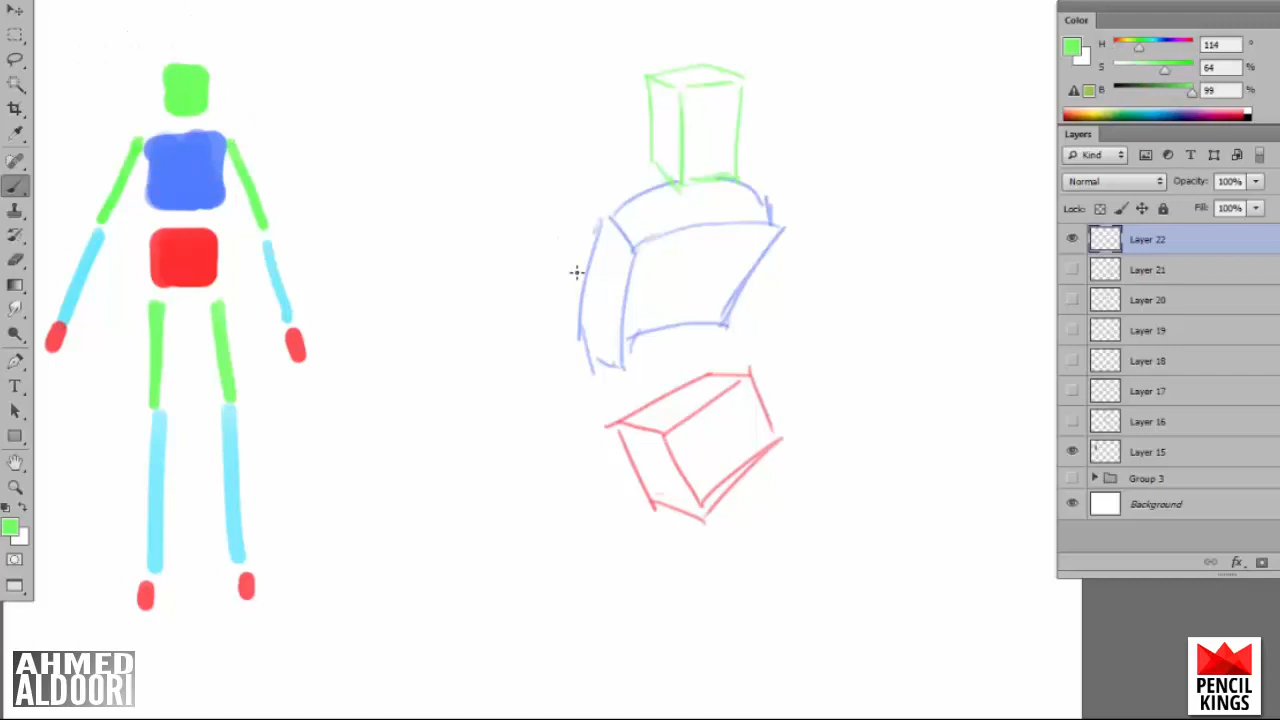 Color
H
114
°
S
64
%
B
99
%
Layers
Kind
T
Normal
Opacity: 100%
Lock:
Fill: 100%
Layer 22
Layer 21
Layer 20
Layer 19
Layer 18
Layer 17
Layer 16
Layer 15
Group 3
Background
fx
T
AHMED
ALDOORI
PENCIL
KINGS